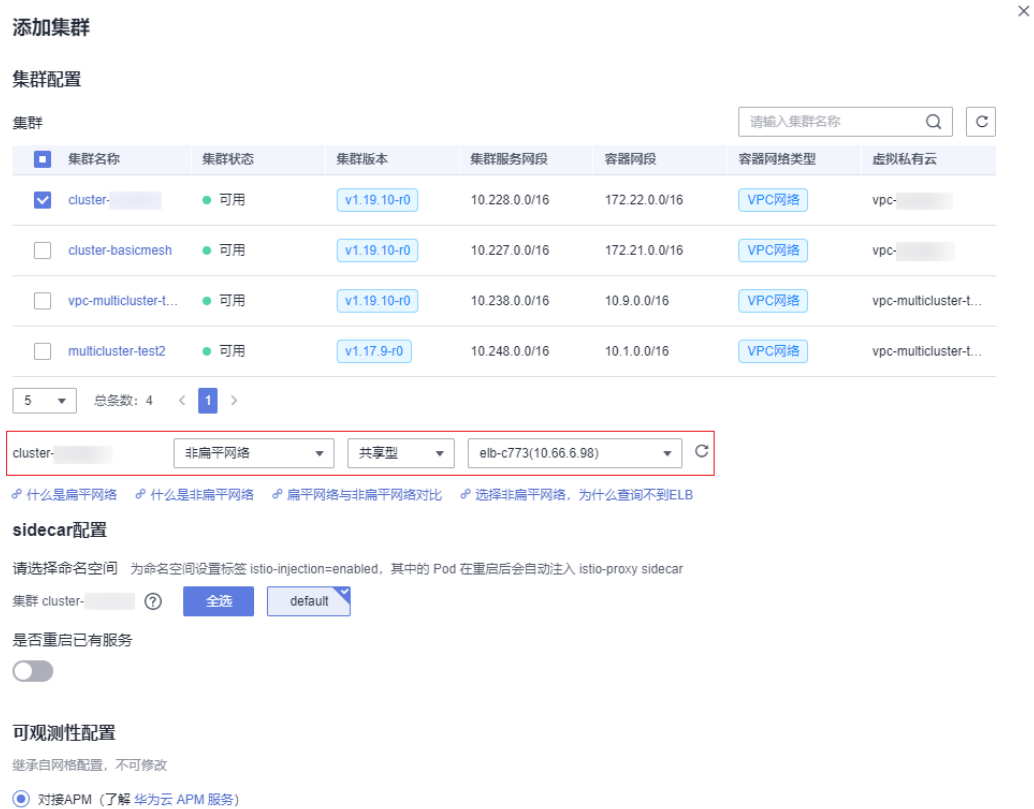 添加集群
集群配置
集群 请输入集群名称
集群名称 集群状态 集群版本 集群服务网段 容器网段 容器网络类型 虚拟私有云
cluster- 可用 v1.19.10-r0 10.228.0.0/16 172.22.0.0/16 VPC网络 vpc-
cluster-basicmesh 可用 v1.19.10-r0 10.227.0.0/16 172.21.0.0/16 VPC网络 vpc-
vpc-multicluster-t... 可用 v1.19.10-r0 10.238.0.0/16 10.9.0.0/16 VPC网络 vpc-multicluster-t...
multicluster-test2 可用 v1.17.9-r0 10.248.0.0/16 10.1.0.0/16 VPC网络 vpc-multicluster-t...
5 总条数：4 < 1 >
cluster- 非扁平网络 共享型 elb-c773(10.66.6.98)
什么是扁平网络 什么是非扁平网络 扁平网络与非扁平网络对比 选择非扁平网络，为什么查询不到ELB
sidecar配置
请选择命名空间 为命名空间设置标签 istio-injection=enabled，其中的 Pod 在重启后会自动注入 istio-proxy sidecar
集群 cluster- ? 全选 default
是否重启已有服务
可观测性配置
继承自网格配置，不可修改
对接APM（了解 华为云 APM 服务）